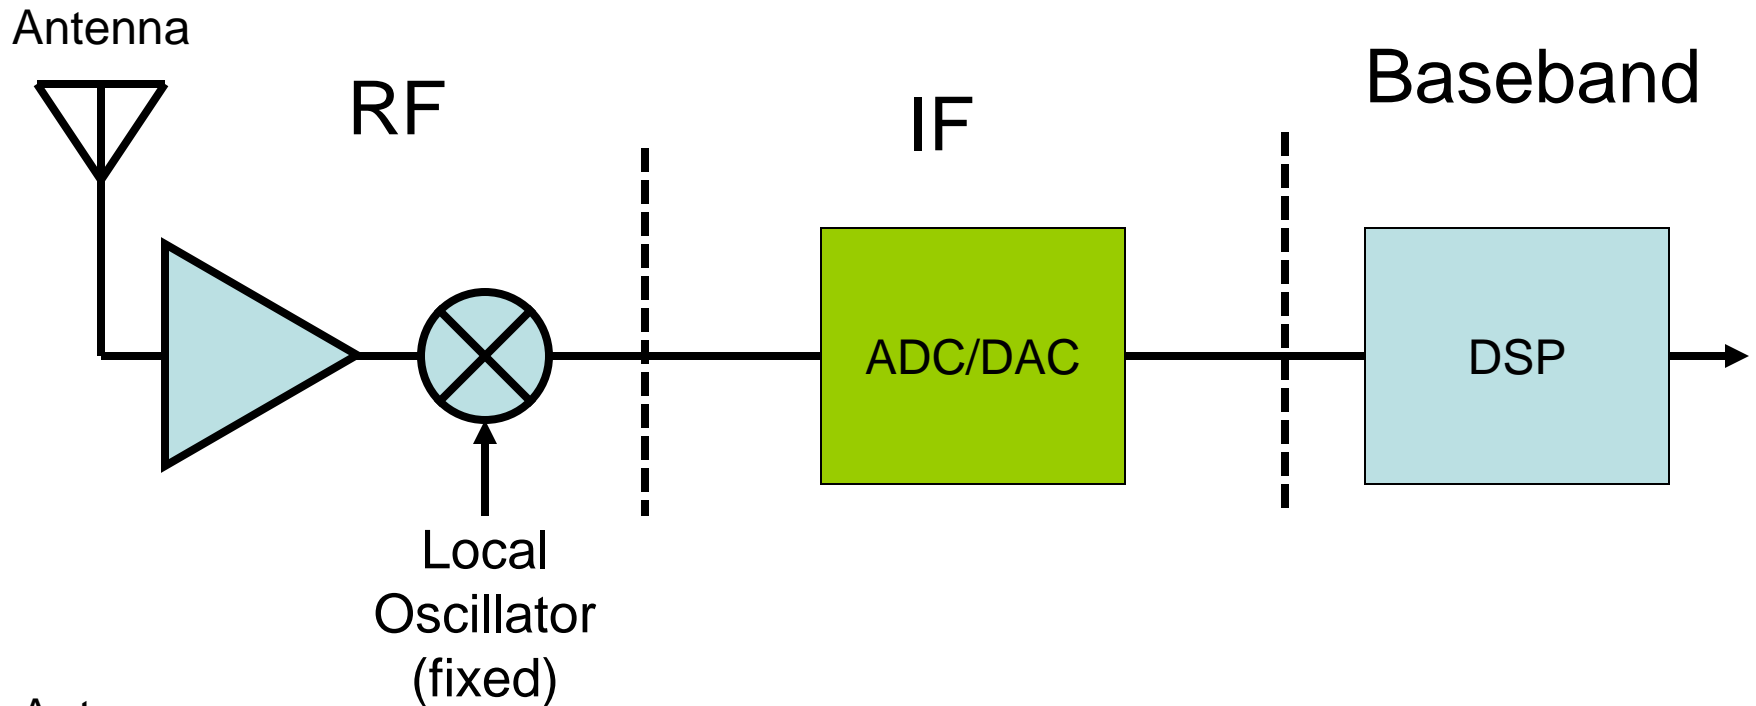 Antenna
RF
IF
Baseband
ADC/DAC
DSP
Local
Oscillator
(fixed)